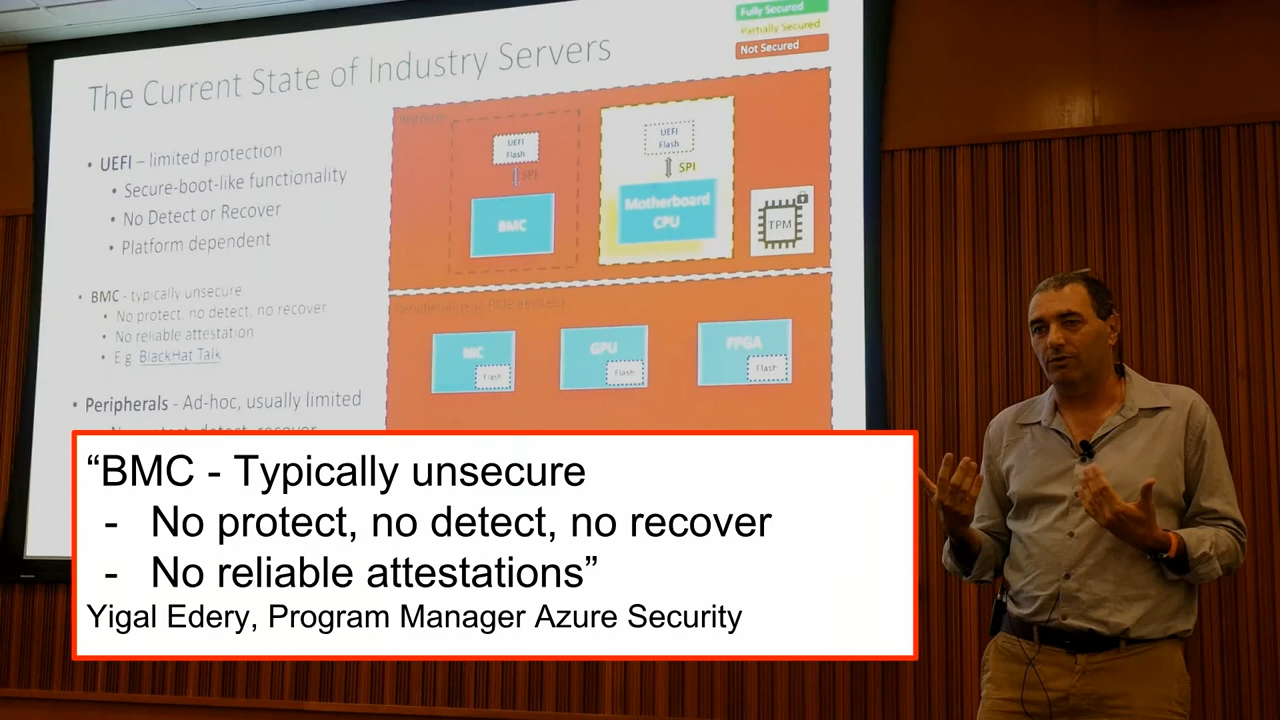 The Current State of Industry Servers
Fully Secured
Partially Secured
Not Secured
• UEFI – limited protection
• Secure-boot-like functionality
• No Detect or Recover
• Platform dependent
• BMC - typically unsecure
• No protect, no detect, no recover
• No reliable attestation
• E.g. BlackHat Talk
• Peripherals - Ad-hoc, usually limited
UEFI
Flash
SPI
BMC
UEFI
Flash
SPI
Motherboard
CPU
TPM
NIC
Flash
GPU
Flash
FPGA
Flash
“BMC - Typically unsecure
- No protect, no detect, no recover
- No reliable attestations”
Yigal Edery, Program Manager Azure Security